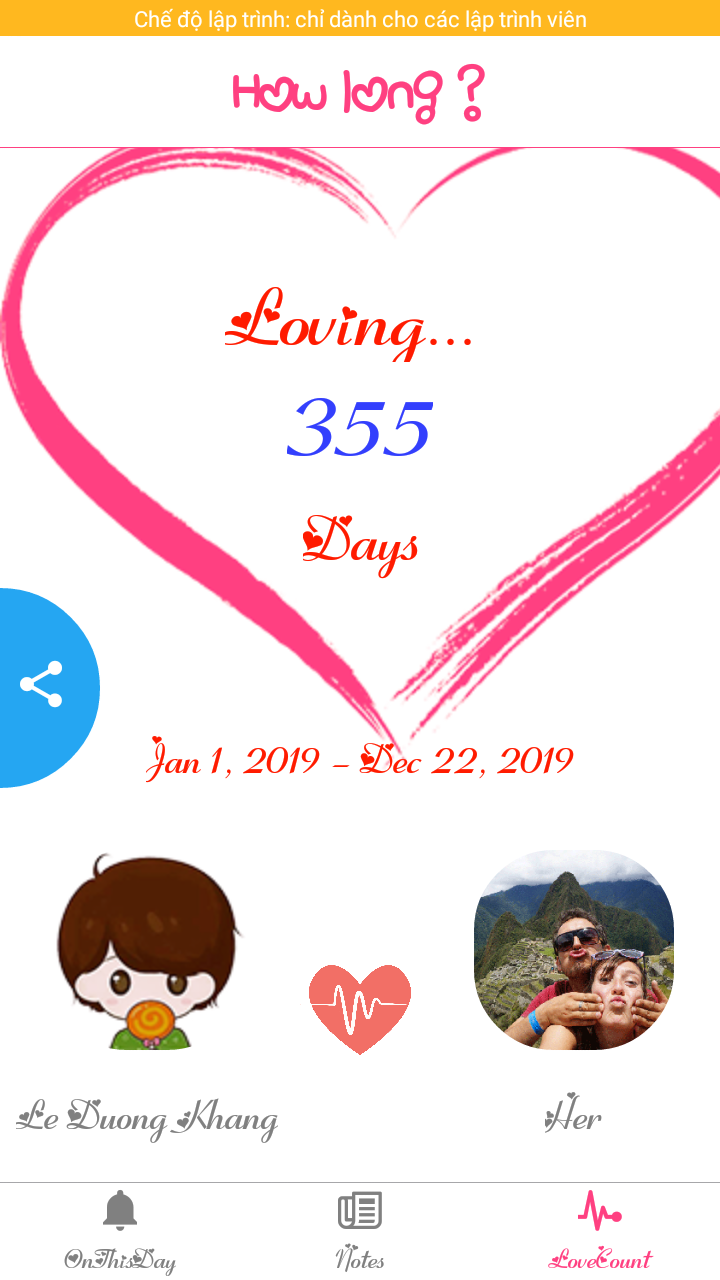 Chế độ lập trình: chỉ dành cho các lập trình viên
How long ?
Loving...
355
Days
Jan 1, 2019 - Dec 22, 2019
Le Duong Khang
Her
OnThisDay
Notes
LoveCount